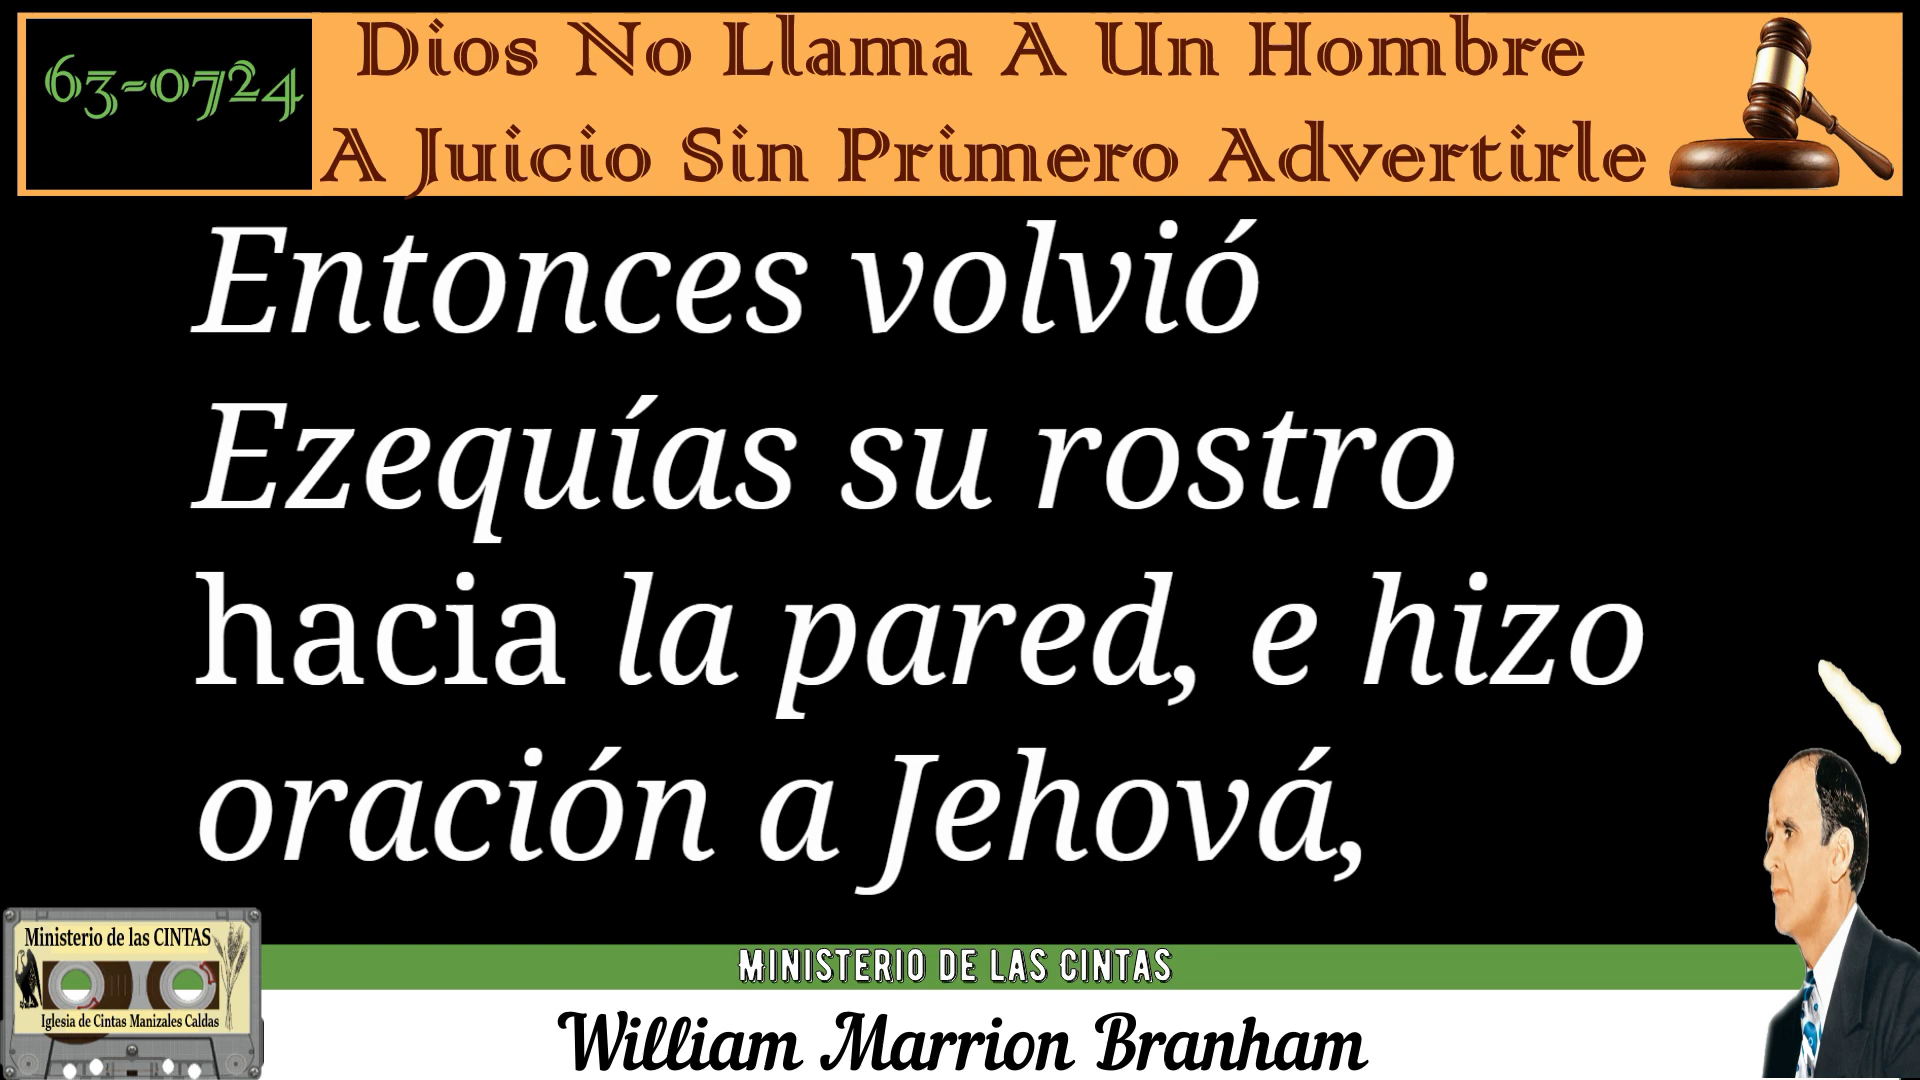 63-0724
Dios No Llama A Un Hombre
A Juicio Sin Primero Advertirle
Entonces volvió
Ezequías su rostro
hacia la pared, e hizo
oración a Jehová,
Ministerio de las CINTAS
Iglesia de Cintas Manizales Caldas
MINISTERIO DE LAS CINTAS
William Marrion Branham